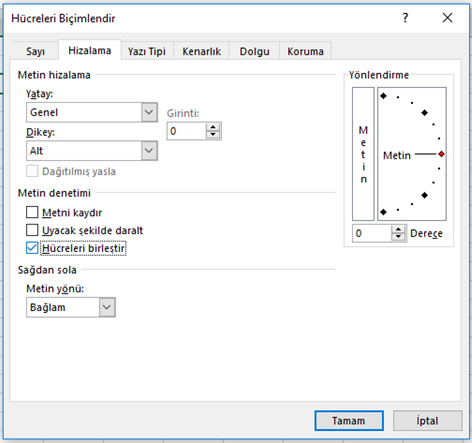 Hücreleri Biçimlendir
Sayı Hizalama Yazı Tipi Kenarlık Dolgu Koruma
Metin hizalama
Yatay:
Genel
Girinti:
0
Dikey:
Alt
Dağıtılmış yasla
Metin denetimi
Metni kaydır
Uyacak şekilde daralt
Hücreleri birleştir
Sağdan sola
Metin yönü:
Bağlam
Yönlendirme
Metin
Metin
0 Derece
Tamam İptal